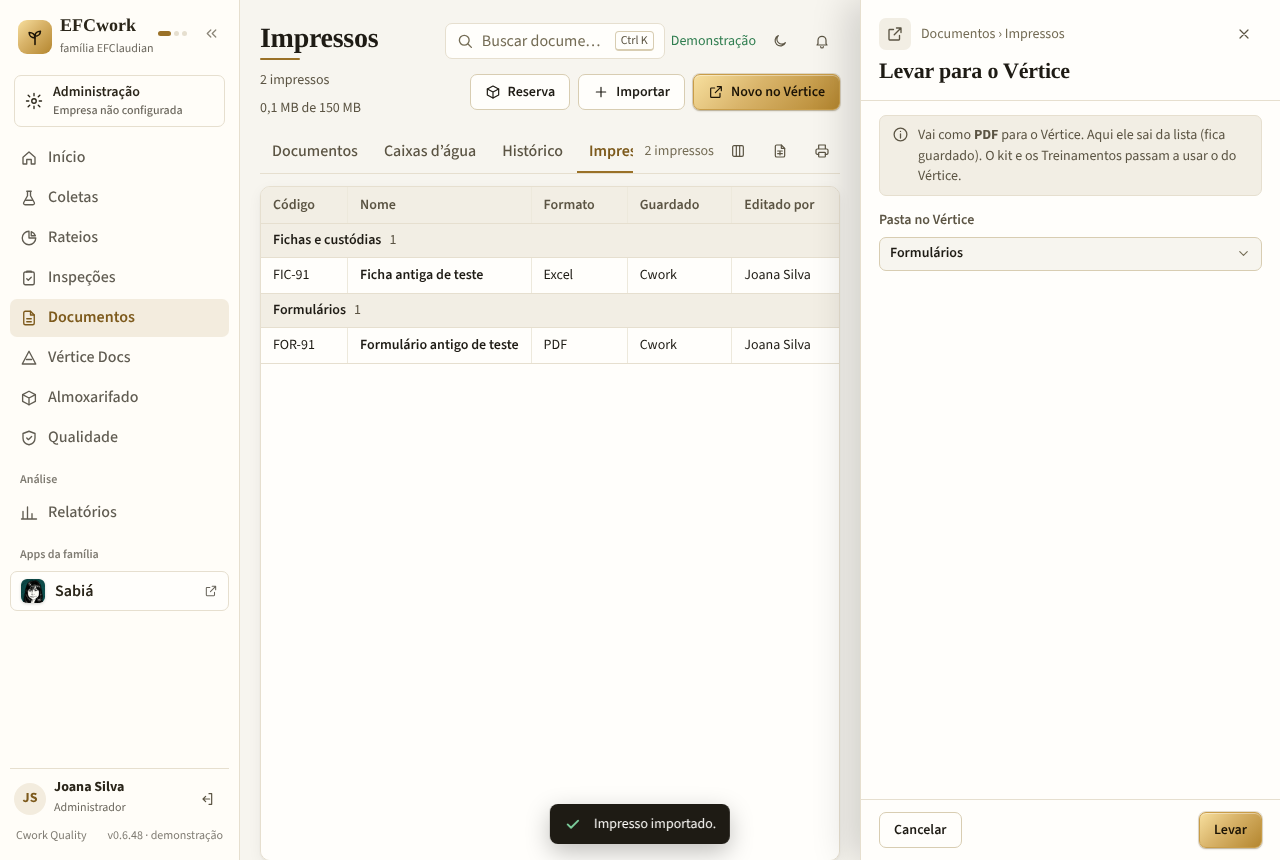 EFCwork
família EFClaudian
Administração
Empresa não configurada
Início
Coletas
Rateios
Inspeções
Documentos
Vértice Docs
Almoxarifado
Qualidade
Análise
Relatórios
Apps da família
Sabiá
JS
Joana Silva
Administrador
Cwork Quality v0.6.48 · demonstração
Impressos
Buscar docume… Ctrl K
Demonstração
2 impressos
0,1 MB de 150 MB
Reserva
Importar
Novo no Vértice
Documentos Caixas d’água Histórico Impres 2 impressos
Código Nome Formato Guardado Editado por
Fichas e custódias 1
FIC-91 Ficha antiga de teste Excel Cwork Joana Silva
Formulários 1
FOR-91 Formulário antigo de teste PDF Cwork Joana Silva
Impresso importado.
Documentos › Impressos
Levar para o Vértice
Vai como PDF para o Vértice. Aqui ele sai da lista (fica
guardado). O kit e os Treinamentos passam a usar o do
Vértice.
Pasta no Vértice
Formulários
Cancelar
Levar